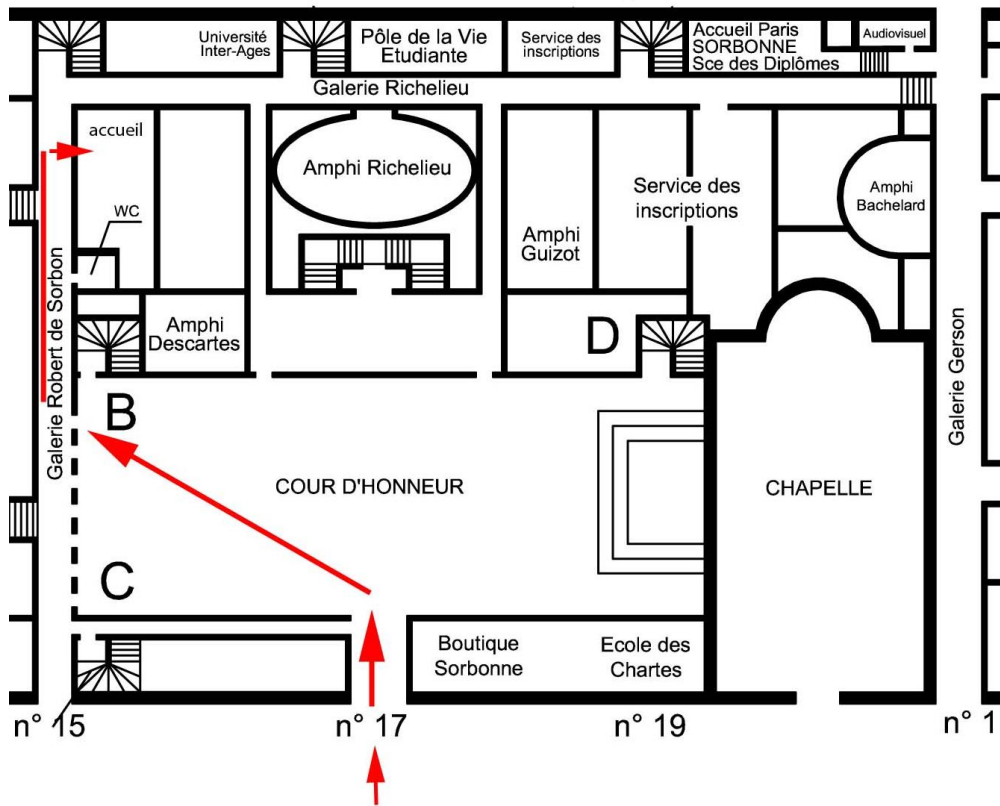 Université
Inter-Ages
Pôle de la Vie
Etudiante
Service des
inscriptions
Accueil Paris
SORBONNE
Sce des Diplômes
Audiovisuel
Galerie Richelieu
accueil
Amphi Richelieu
WC
Amphi
Guizot
Service des
inscriptions
Amphi
Bachelard
Galerie Robert de Sorbon
Amphi
Descartes
D
B
Galerie Gerson
COUR D'HONNEUR
CHAPELLE
C
Boutique
Sorbonne
Ecole des
Chartes
n° 15
n° 17
n° 19
n° 1